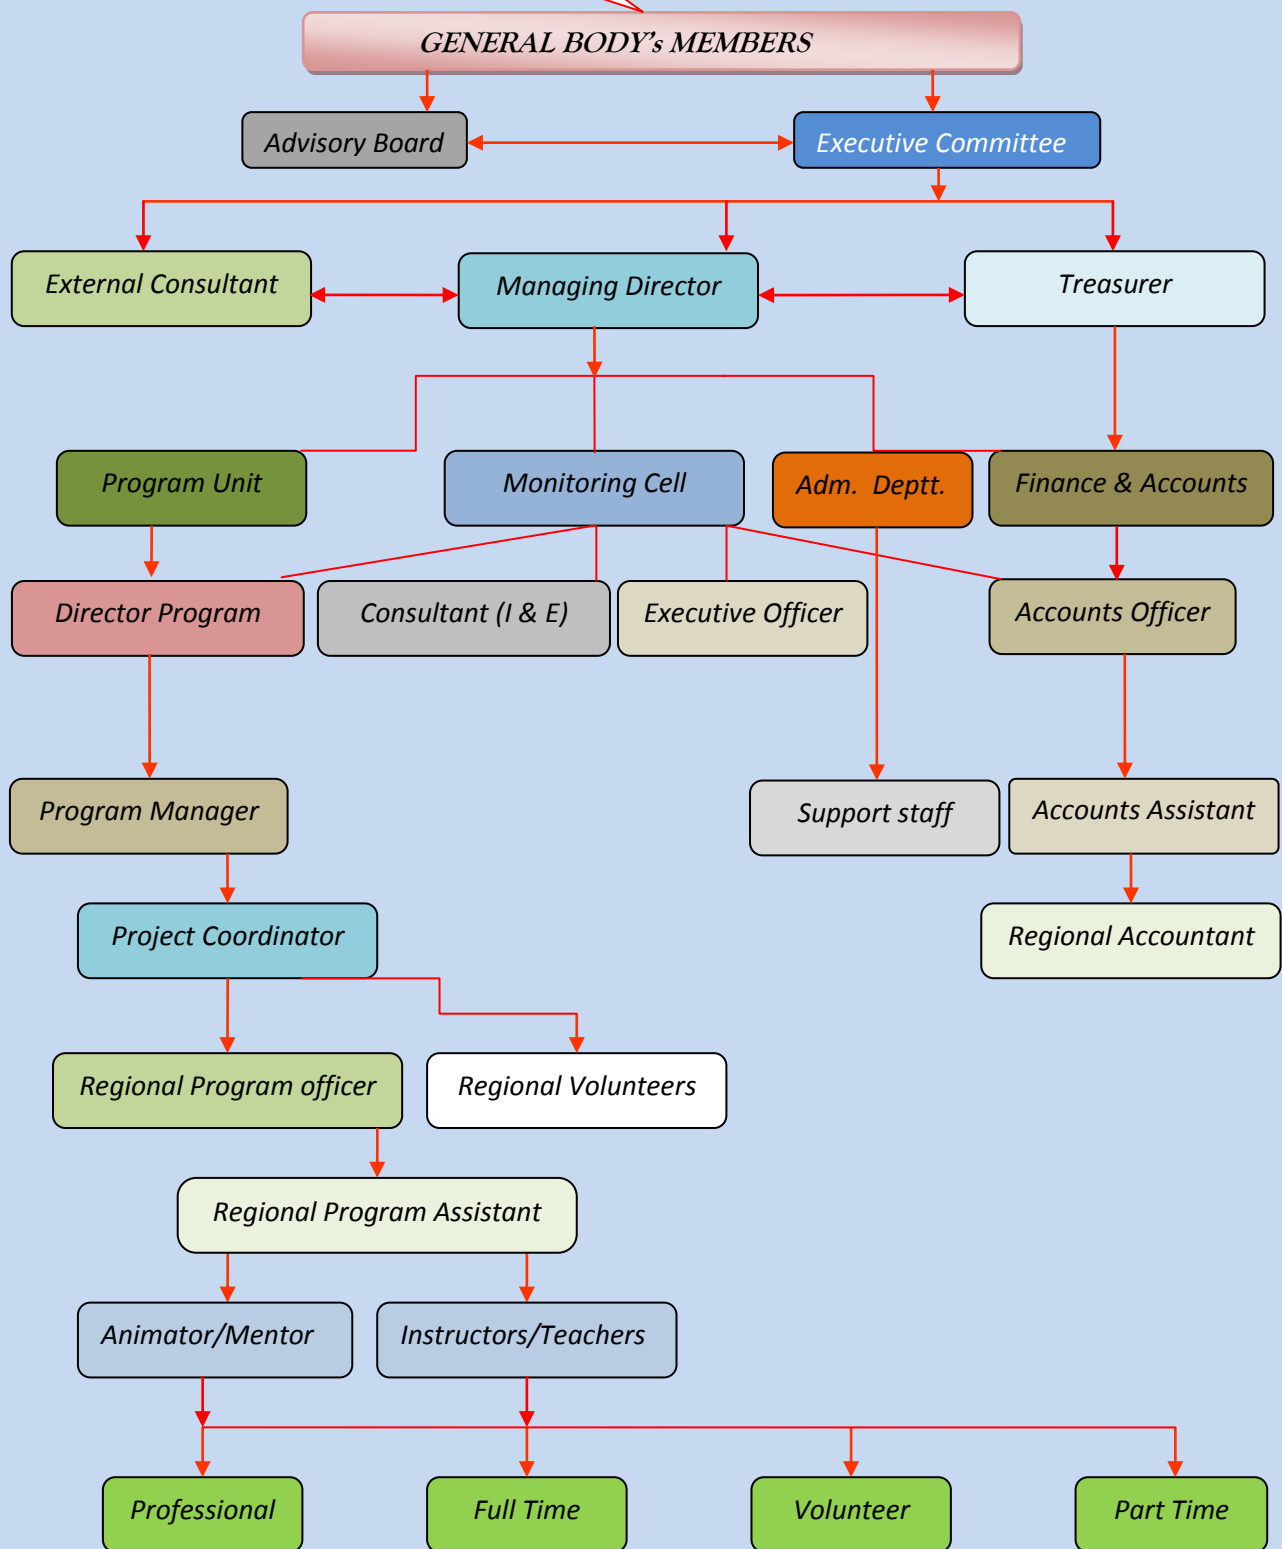 GENERAL BODY's MEMBERS
Advisory Board
Executive Committee
External Consultant
Managing Director
Treasurer
Program Unit
Monitoring Cell
Adm. Deptt.
Finance & Accounts
Director Program
Consultant (I & E)
Executive Officer
Accounts Officer
Program Manager
Support staff
Accounts Assistant
Project Coordinator
Regional Accountant
Regional Program officer
Regional Volunteers
Regional Program Assistant
Animator/Mentor
Instructors/Teachers
Professional
Full Time
Volunteer
Part Time